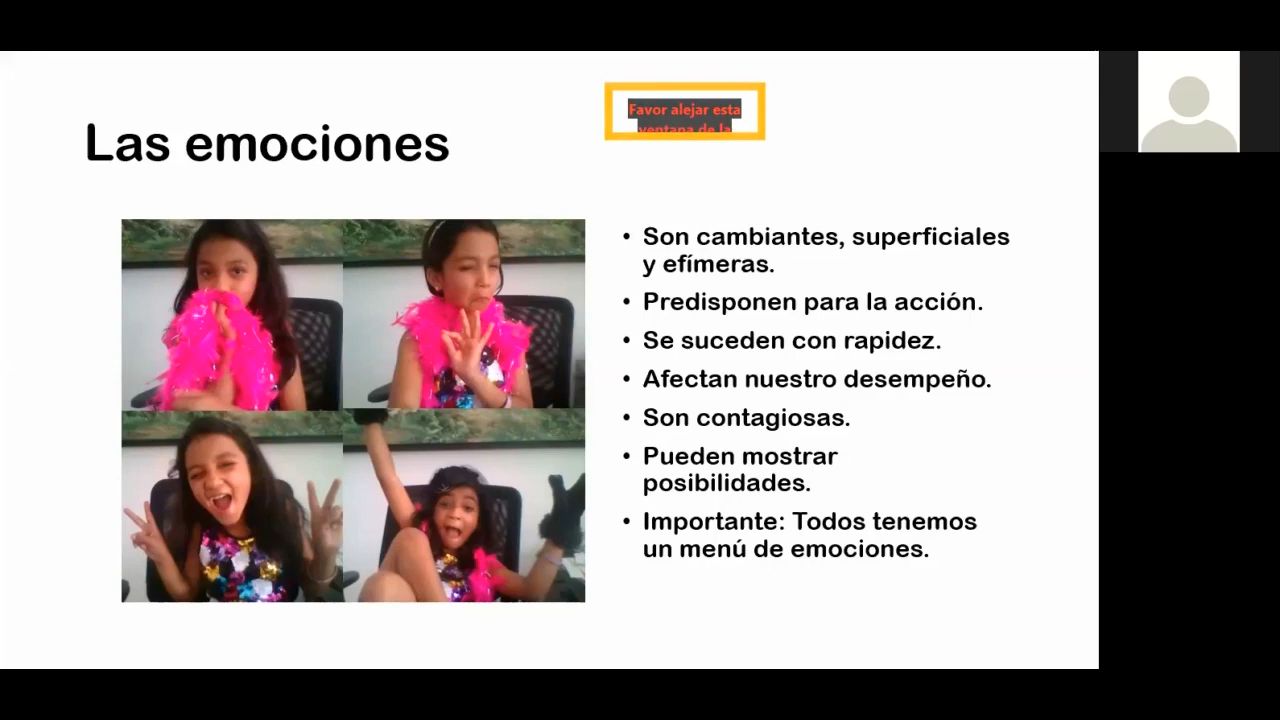 Favor alejar esta
ventana de la
Las emociones
• Son cambiantes, superficiales
y efímeras.
• Predisponen para la acción.
• Se suceden con rapidez.
• Afectan nuestro desempeño.
• Son contagiosas.
• Pueden mostrar
posibilidades.
• Importante: Todos tenemos
un menú de emociones.